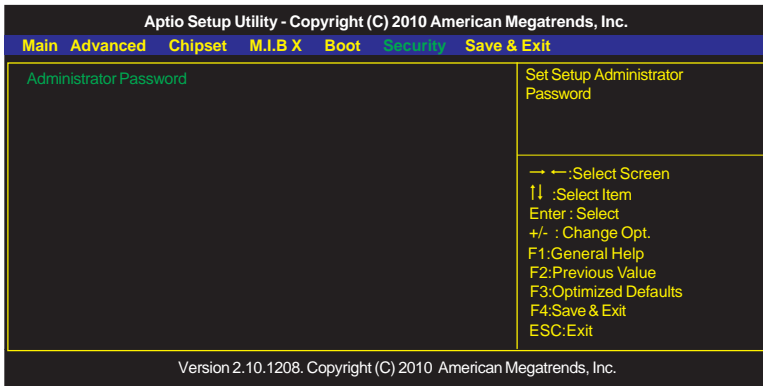 Aptio Setup Utility - Copyright (C) 2010 American Megatrends, Inc.
Main Advanced Chipset M.I.B X Boot Security Save & Exit
Administrator Password
Set Setup Administrator
Password
→ ←:Select Screen
↑↓ :Select Item
Enter : Select
+/- : Change Opt.
F1:General Help
F2:Previous Value
F3:Optimized Defaults
F4:Save & Exit
ESC:Exit
Version 2.10.1208. Copyright (C) 2010 American Megatrends, Inc.